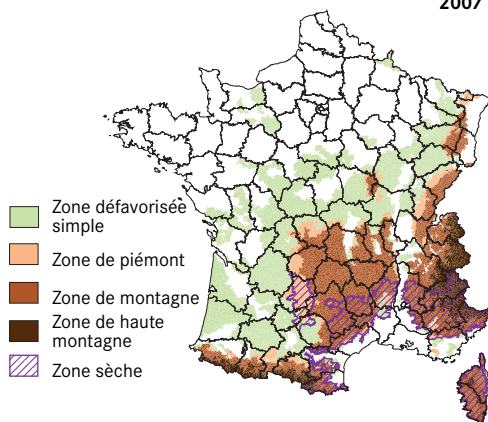 2007
Zone défavorisée
simple
Zone de piémont
Zone de montagne
Zone de haute
montagne
Zone sèche